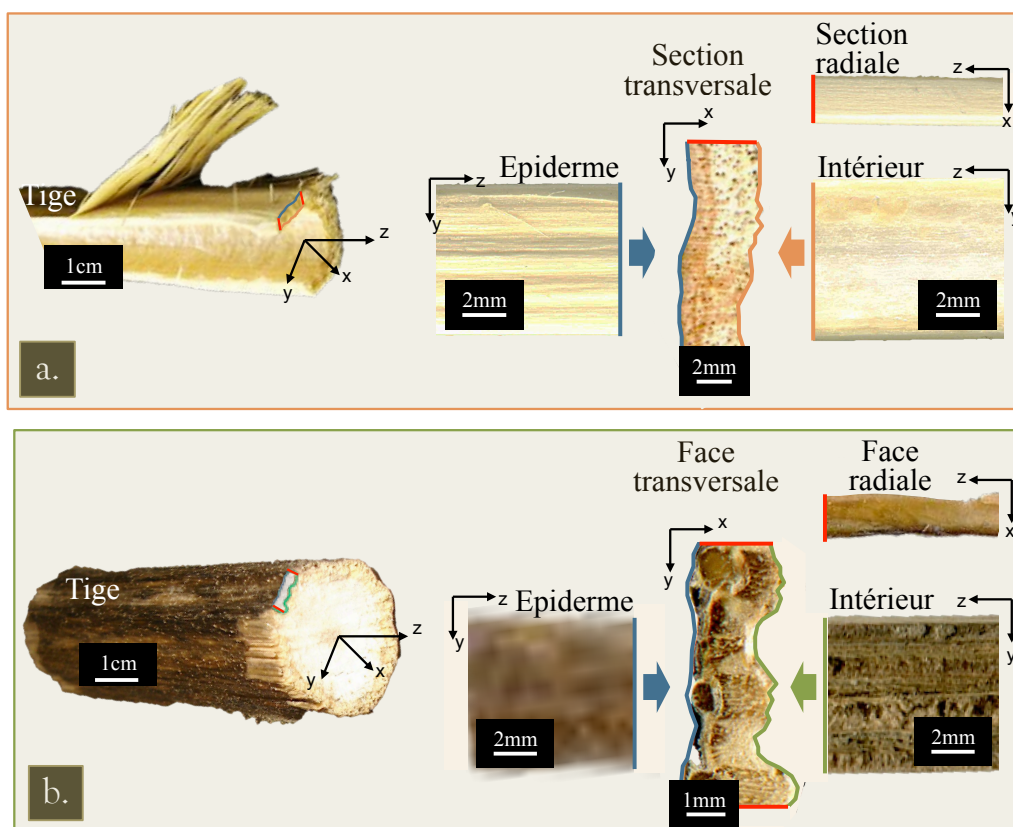 Tige
1cm
z
x
y
a.
Epiderme
z
y
2mm
Section
transversale
x
y
2mm
Section
radiale
z
x
Intérieur
z
y
2mm
b.
Tige
1cm
z
x
y
Epiderme
z
y
2mm
Face
transversale
x
y
1mm
Face
radiale
z
x
Intérieur
z
y
2mm